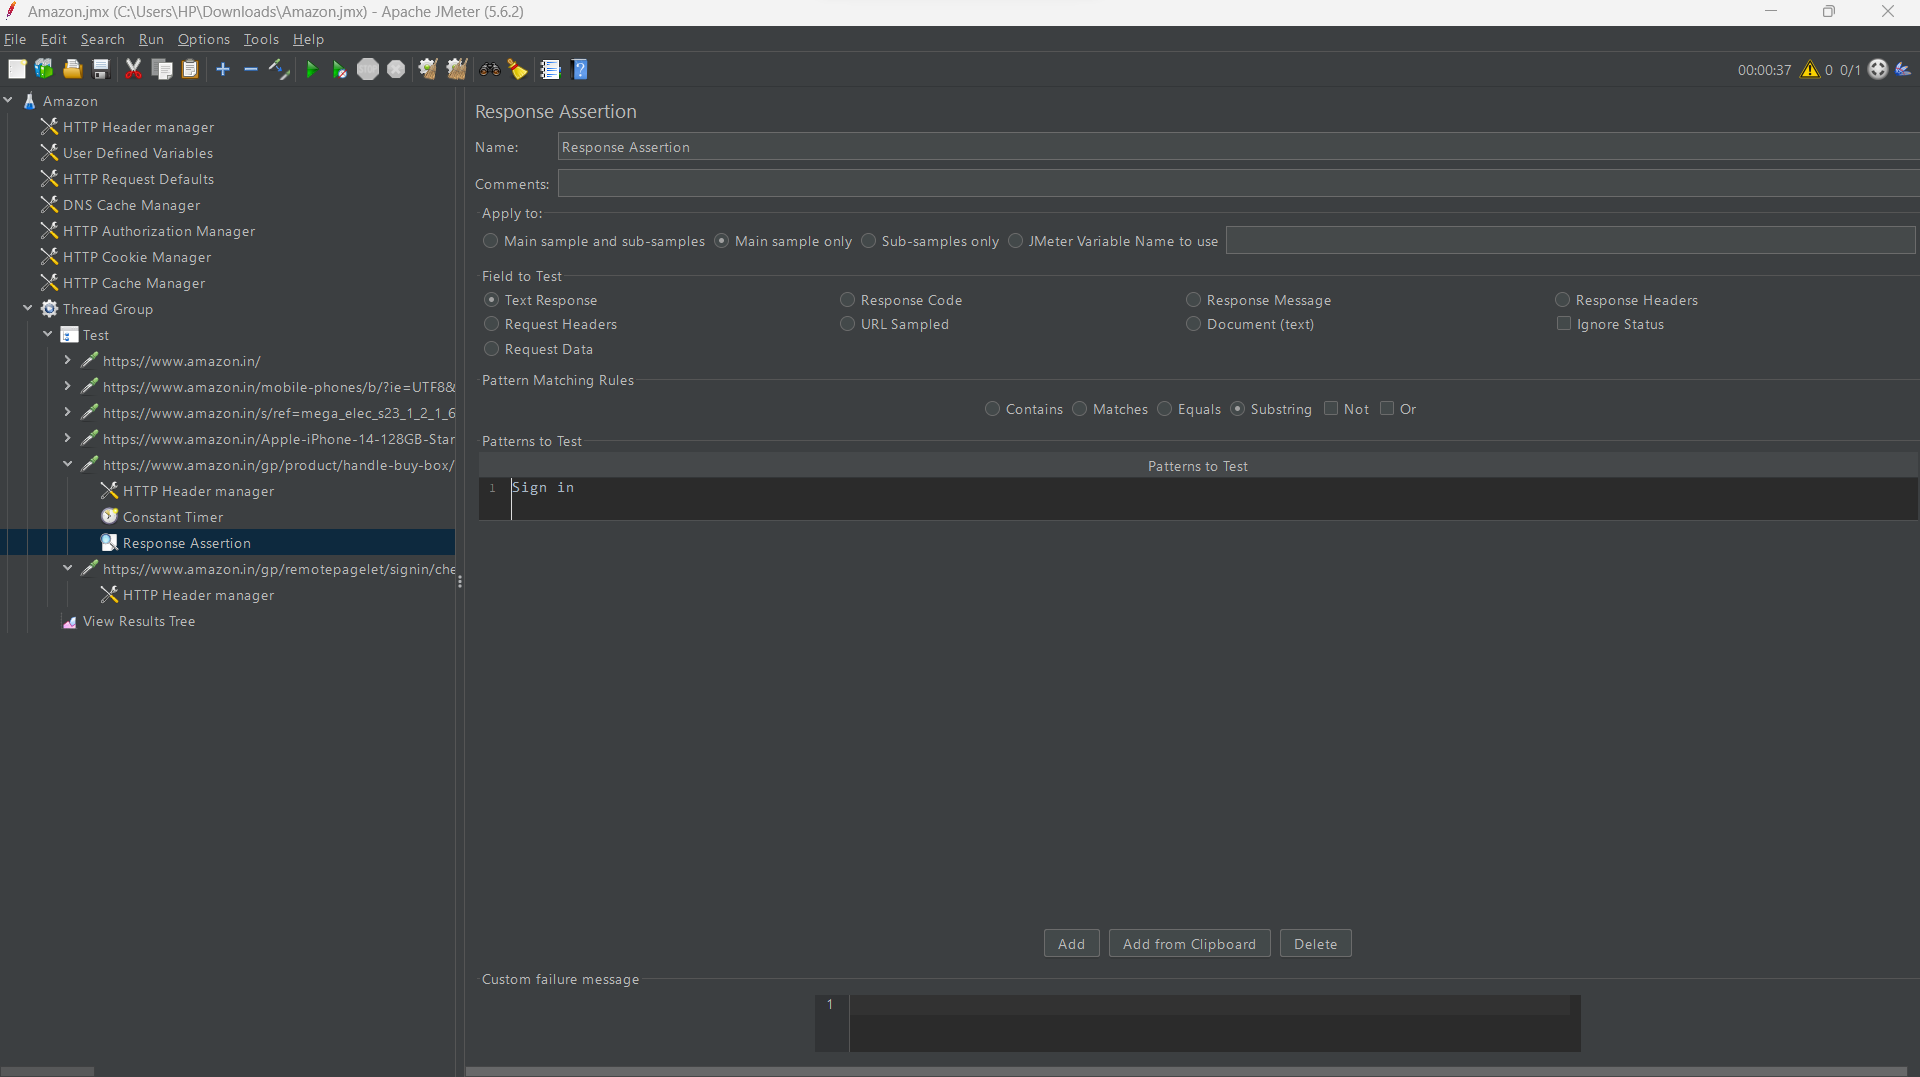 Amazon.jmx (C:\Users\HP\Downloads\Amazon.jmx) - Apache JMeter (5.6.2)
File Edit Search Run Options Tools Help
00:00:37 0 0/1
Amazon
HTTP Header manager
User Defined Variables
HTTP Request Defaults
DNS Cache Manager
HTTP Authorization Manager
HTTP Cookie Manager
HTTP Cache Manager
Thread Group
Test
https://www.amazon.in/
https://www.amazon.in/mobile-phones/b/?ie=UTF8&
https://www.amazon.in/s/ref=mega_elec_s23_1_2_1_6
https://www.amazon.in/Apple-iPhone-14-128GB-Star
https://www.amazon.in/gp/product/handle-buy-box/
HTTP Header manager
Constant Timer
Response Assertion
https://www.amazon.in/gp/remotepagelet/signin/che
HTTP Header manager
View Results Tree
Response Assertion
Name: Response Assertion
Comments:
Apply to:
Main sample and sub-samples Main sample only Sub-samples only JMeter Variable Name to use
Field to Test
Text Response Response Code Response Message Response Headers
Request Headers URL Sampled Document (text) Ignore Status
Request Data
Pattern Matching Rules
Contains Matches Equals Substring Not Or
Patterns to Test
Patterns to Test
1 Sign in
Add Add from Clipboard Delete
Custom failure message
1